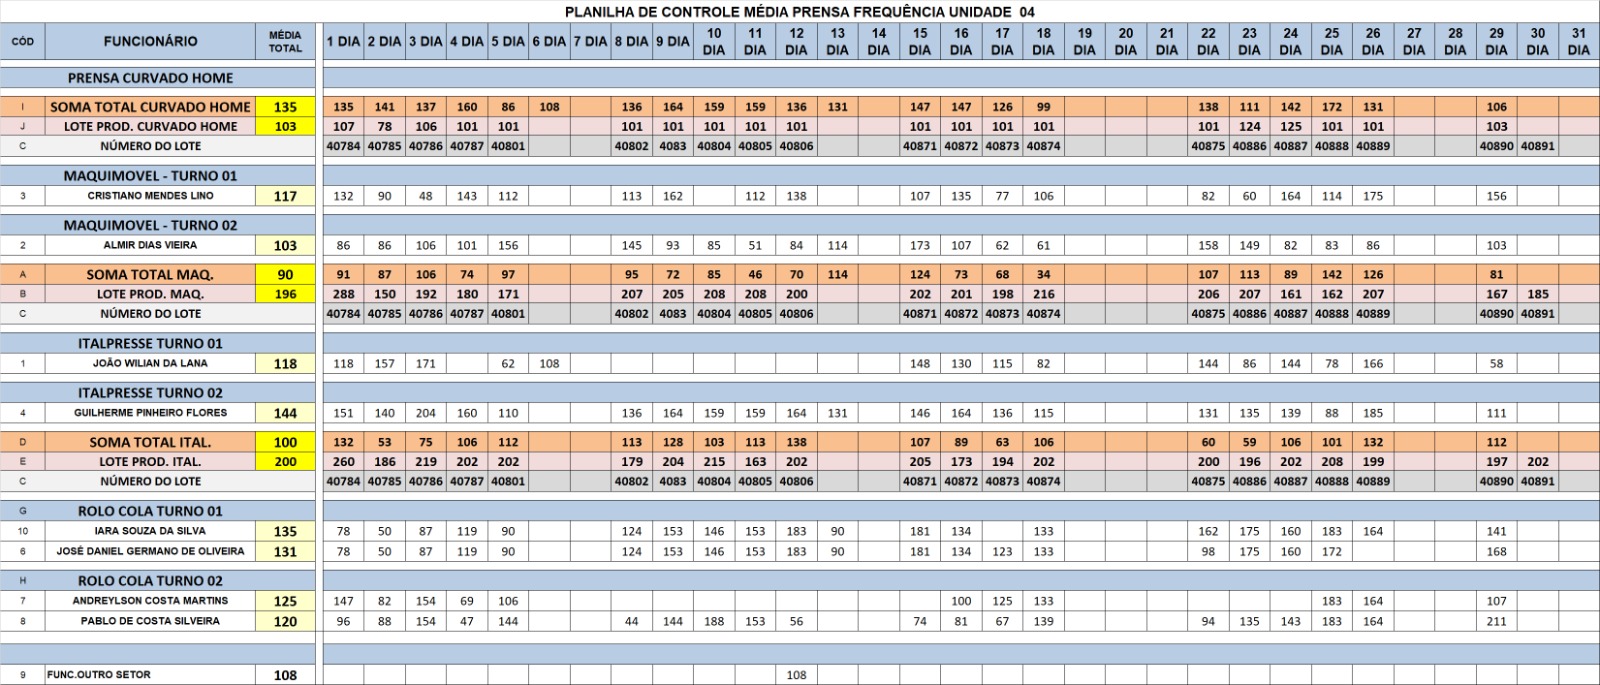 PLANILHA DE CONTROLE MÉDIA PRENSA FREQUÊNCIA UNIDADE 04
CÓD FUNCIONÁRIO MÉDIA TOTAL 1 DIA 2 DIA 3 DIA 4 DIA 5 DIA 6 DIA 7 DIA 8 DIA 9 DIA 10 DIA 11 DIA 12 DIA 13 DIA 14 DIA 15 DIA 16 DIA 17 DIA 18 DIA 19 DIA 20 DIA 21 DIA 22 DIA 23 DIA 24 DIA 25 DIA 26 DIA 27 DIA 28 DIA 29 DIA 30 DIA 31 DIA
PRENSA CURVADO HOME
I SOMA TOTAL CURVADO HOME 135 135 141 137 160 86 108 136 164 159 159 136 131 147 147 126 99 138 111 142 172 131 106
J LOTE PROD. CURVADO HOME 103 107 78 106 101 101 101 101 101 101 101 101 101 101 101 101 124 125 101 101 103
C NÚMERO DO LOTE 40784 40785 40786 40787 40801 40802 4083 40804 40805 40806 40871 40872 40873 40874 40875 40886 40887 40888 40889 40890 40891
MAQUIMOVEL - TURNO 01
3 CRISTIANO MENDES LINO 117 132 90 48 143 112 113 162 112 138 107 135 77 106 82 60 164 114 175 156
MAQUIMOVEL - TURNO 02
2 ALMIR DIAS VIEIRA 103 86 86 106 101 156 145 93 85 51 84 114 173 107 62 61 158 149 82 83 86 103
A SOMA TOTAL MAQ. 90 91 87 106 74 97 95 72 85 46 70 114 124 73 68 34 107 113 89 142 126 81
B LOTE PROD. MAQ. 196 288 150 192 180 171 207 205 208 208 200 202 201 198 216 206 207 161 162 207 167 185
C NÚMERO DO LOTE 40784 40785 40786 40787 40801 40802 4083 40804 40805 40806 40871 40872 40873 40874 40875 40886 40887 40888 40889 40890 40891
ITALPRESSE TURNO 01
1 JOÃO WILIAN DA LANA 118 118 157 171 62 108 148 130 115 82 144 86 144 78 166 58
ITALPRESSE TURNO 02
4 GUILHERME PINHEIRO FLORES 144 151 140 204 160 110 136 164 159 159 164 131 146 164 136 115 131 135 139 88 185 111
D SOMA TOTAL ITAL. 100 132 53 75 106 112 113 128 103 113 138 107 89 63 106 60 59 106 101 132 112
E LOTE PROD. ITAL. 200 260 186 219 202 202 179 204 215 163 202 205 173 194 202 200 196 202 208 199 197 202
C NÚMERO DO LOTE 40784 40785 40786 40787 40801 40802 4083 40804 40805 40806 40871 40872 40873 40874 40875 40886 40887 40888 40889 40890 40891
G ROLO COLA TURNO 01
10 IARA SOUZA DA SILVA 135 78 50 87 119 90 124 153 146 153 183 90 181 134 133 162 175 160 183 164 141
6 JOSÉ DANIEL GERMANO DE OLIVEIRA 131 78 50 87 119 90 124 153 146 153 183 90 181 134 123 133 98 175 160 172 168
H ROLO COLA TURNO 02
7 ANDREYLSON COSTA MARTINS 125 147 82 154 69 106 100 125 133 183 164 107
8 PABLO DE COSTA SILVEIRA 120 96 88 154 47 144 44 144 188 153 56 74 81 67 139 94 135 143 183 164 211
9 FUNC.OUTRO SETOR 108 108